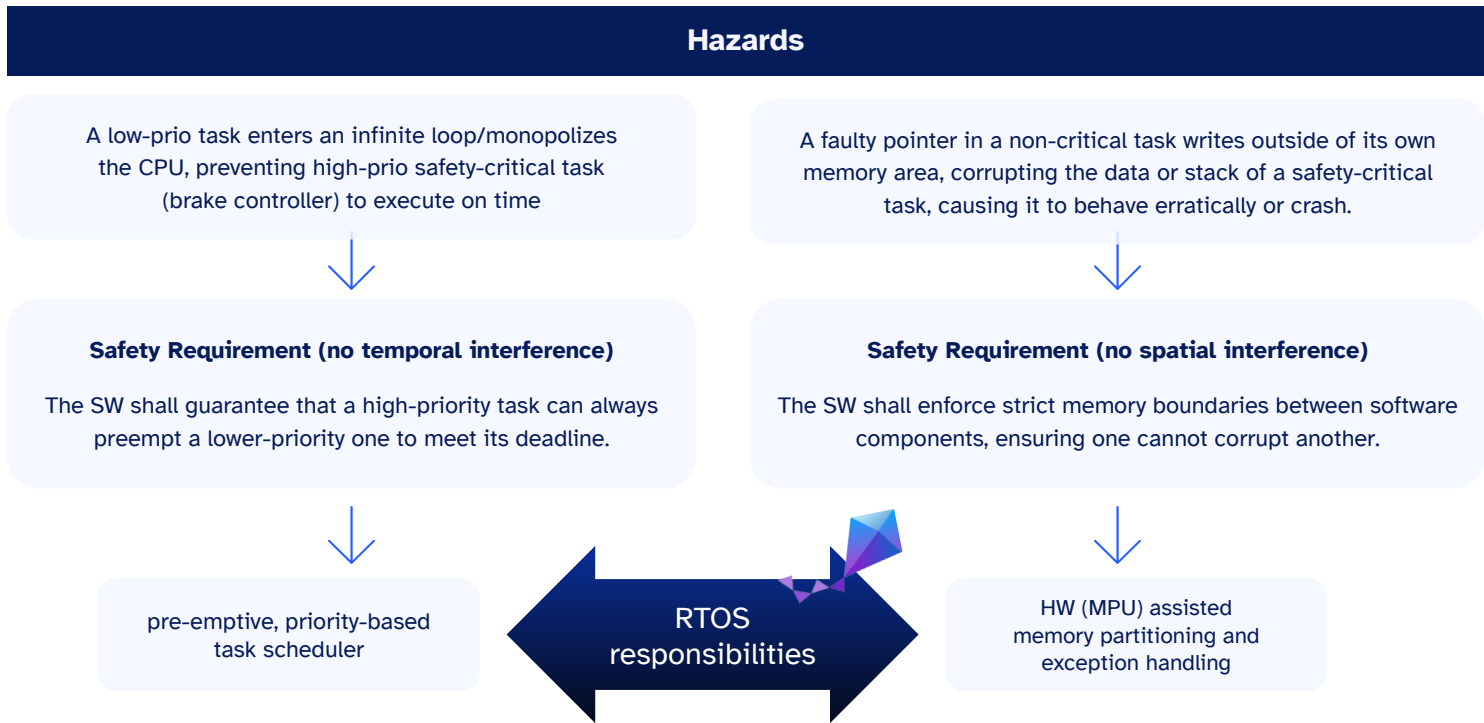 Hazards
A low-prio task enters an infinite loop/monopolizes
the CPU, preventing high-prio safety-critical task
(brake controller) to execute on time
A faulty pointer in a non-critical task writes outside of its own
memory area, corrupting the data or stack of a safety-critical
task, causing it to behave erratically or crash.
Safety Requirement (no temporal interference)
The SW shall guarantee that a high-priority task can always
preempt a lower-priority one to meet its deadline.
Safety Requirement (no spatial interference)
The SW shall enforce strict memory boundaries between software
components, ensuring one cannot corrupt another.
pre-emptive, priority-based
task scheduler
RTOS
responsibilities
HW (MPU) assisted
memory partitioning and
exception handling